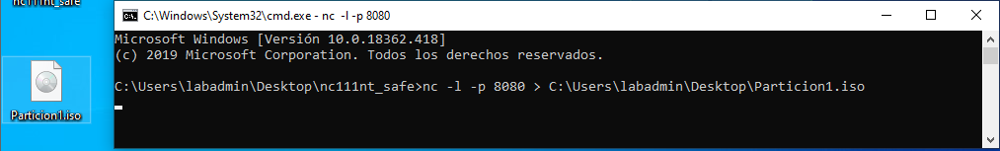 nc111nt_safe
Particion1.iso
C:\Windows\System32\cmd.exe - nc -l -p 8080
Microsoft Windows [Versión 10.0.18362.418]
(c) 2019 Microsoft Corporation. Todos los derechos reservados.
C:\Users\labadmin\Desktop\nc111nt_safe>nc -l -p 8080 > C:\Users\labadmin\Desktop\Particion1.iso